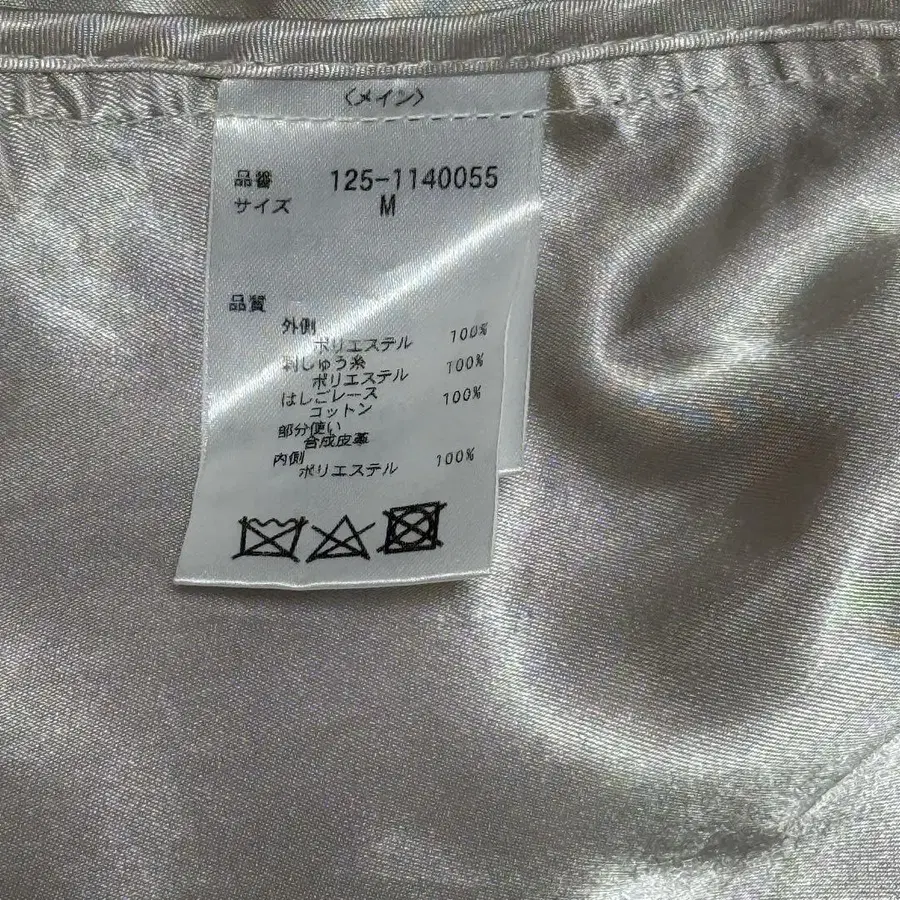 〈メイン〉
品番 125-1140055
サイズ M
品質
外側
ポリエステル 100%
刺しゅう糸
ポリエステル 100%
はしごレース
コットン 100%
部分使い
合成皮革
内側
ポリエステル 100%